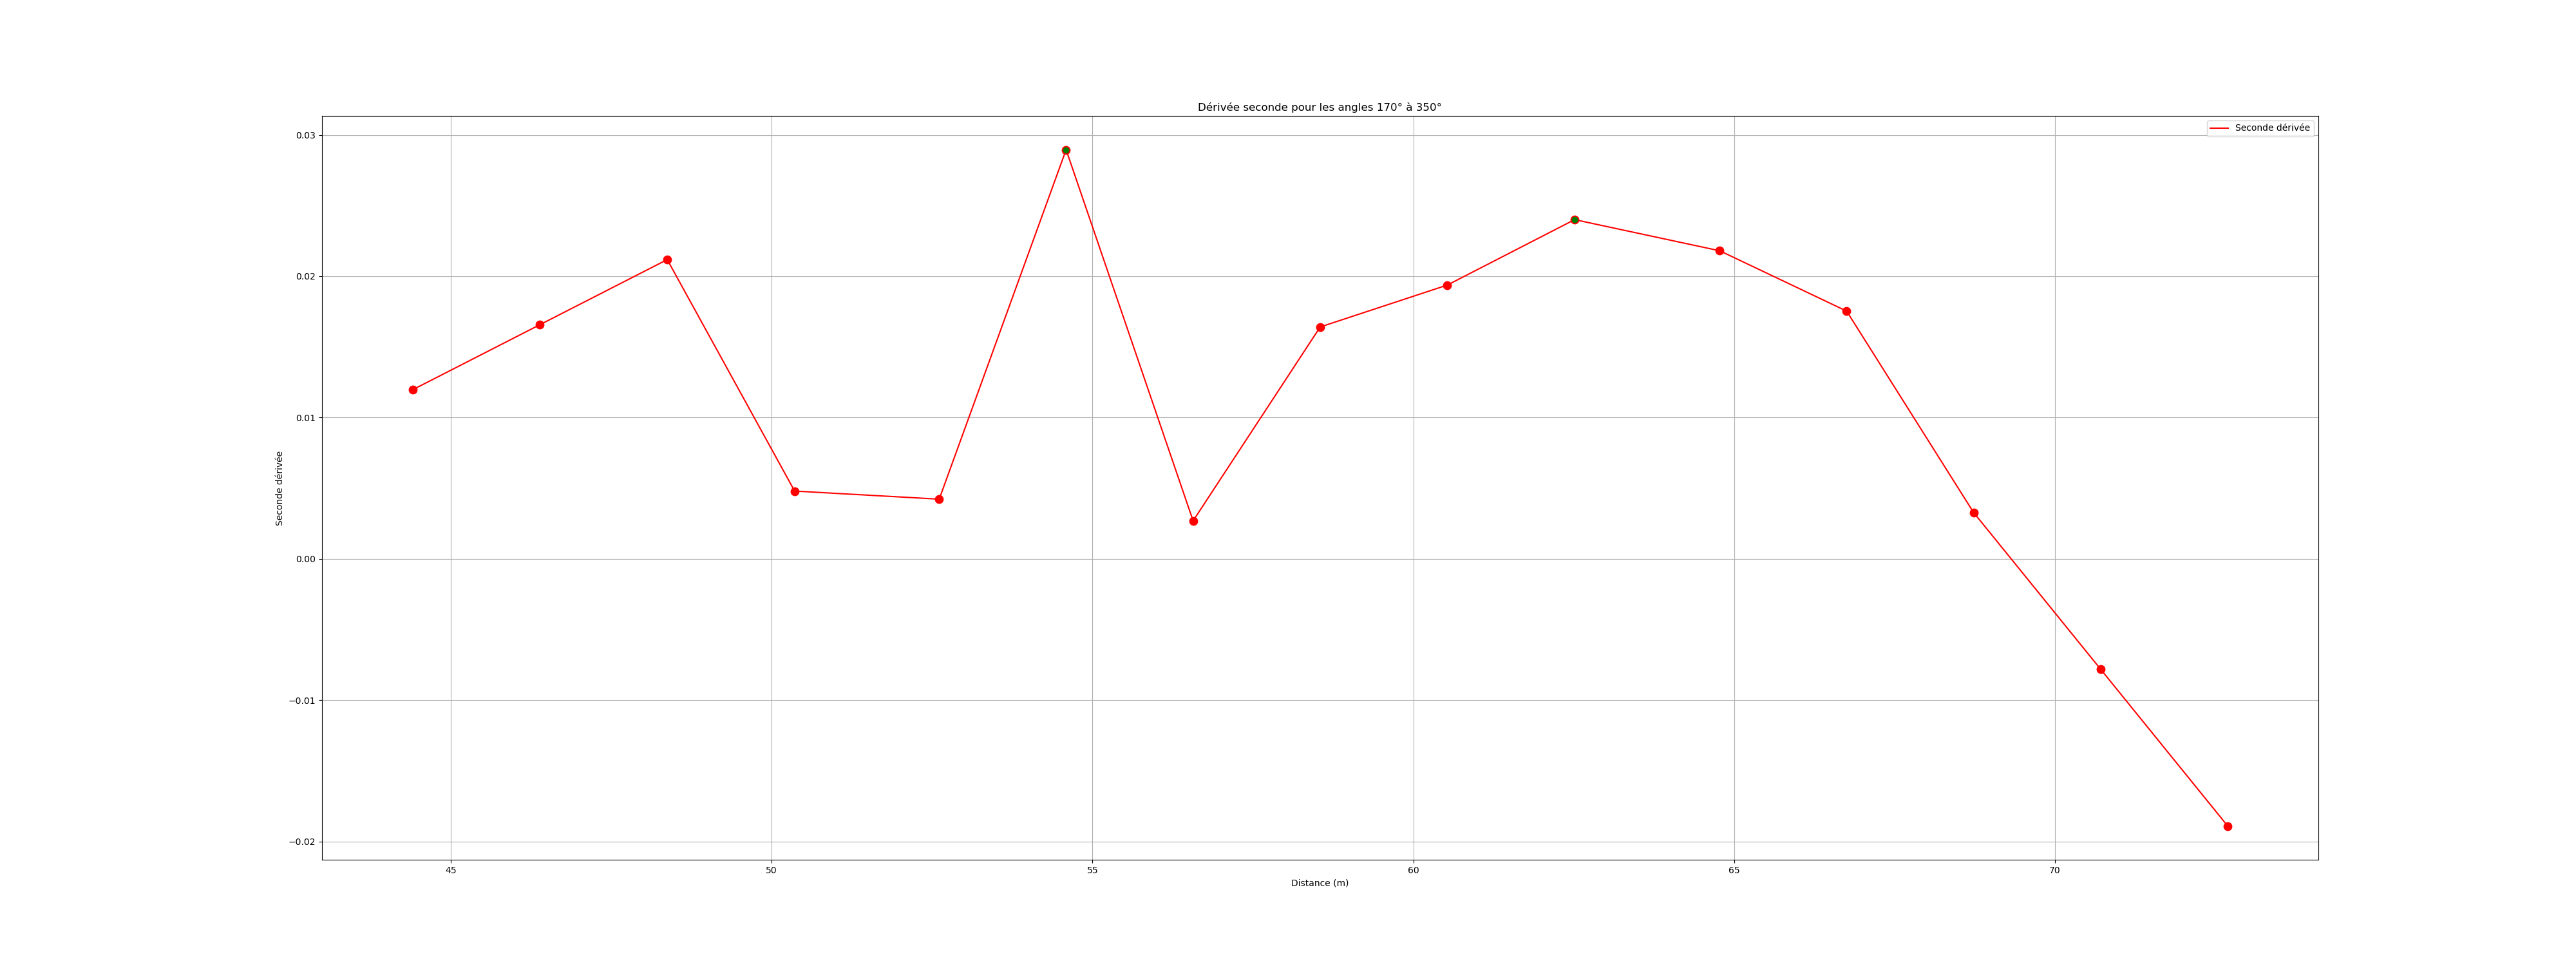 Dérivée seconde pour les angles 170° à 350°
Seconde dérivée
0.03
0.02
0.01
0.00
−0.01
−0.02
Seconde dérivée
45 50 55 60 65 70
Distance (m)